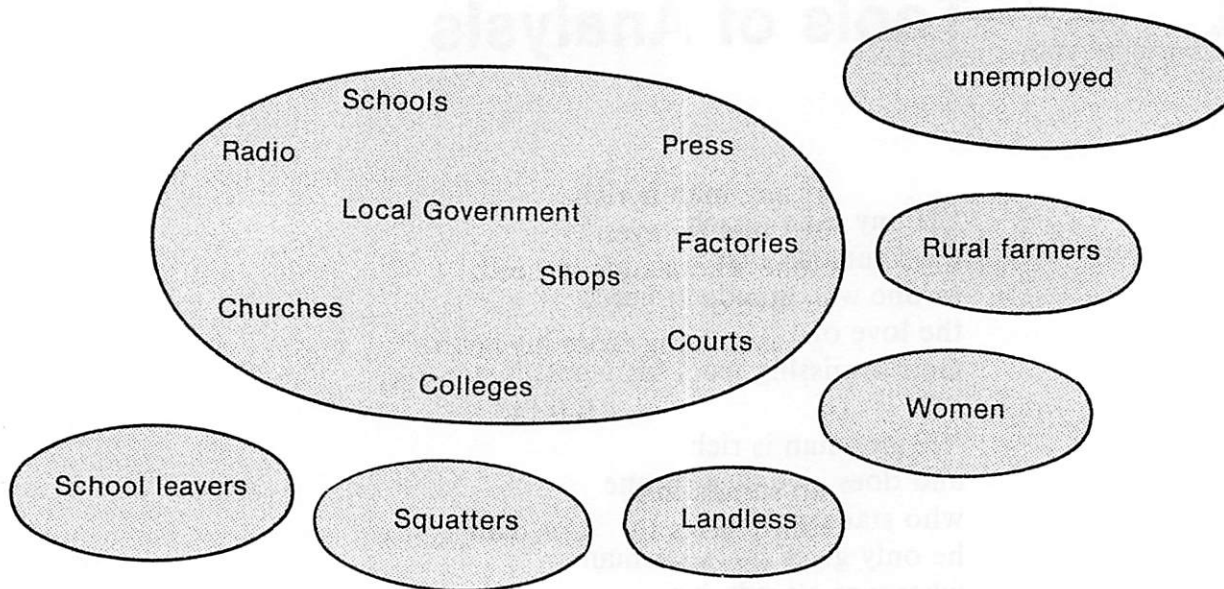 Tools of Analysis
Schools
unemployed
Radio
Press
Local Government
Factories
Rural farmers
Shops
Churches
Courts
Colleges
Women
School leavers
Squatters
Landless